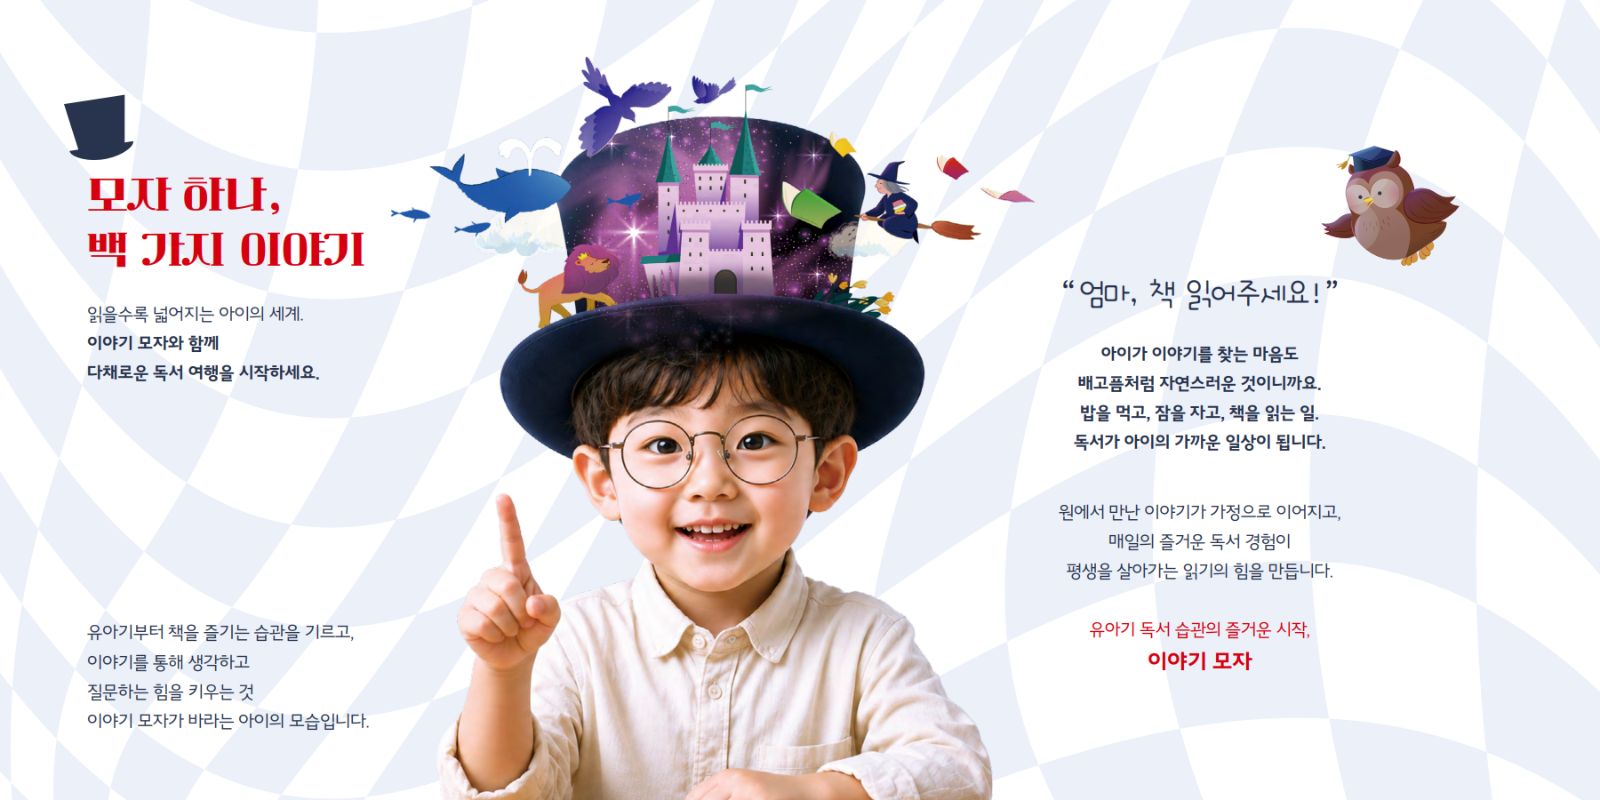 모자 하나,
백 가지 이야기
읽을수록 넓어지는 아이의 세계.
이야기 모자와 함께
다채로운 독서 여행을 시작하세요.
유아기부터 책을 즐기는 습관을 기르고,
이야기를 통해 생각하고
질문하는 힘을 키우는 것
이야기 모자가 바라는 아이의 모습입니다.
“엄마, 책 읽어주세요!”
아이가 이야기를 찾는 마음도
배고픔처럼 자연스러운 것이니까요.
밥을 먹고, 잠을 자고, 책을 읽는 일.
독서가 아이의 가까운 일상이 됩니다.
원에서 만난 이야기가 가정으로 이어지고,
매일의 즐거운 독서 경험이
평생을 살아가는 읽기의 힘을 만듭니다.
유아기 독서 습관의 즐거운 시작,
이야기 모자